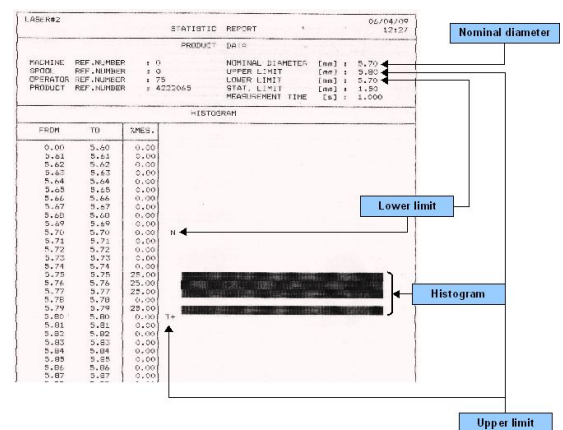 LASER#2 06/04/09
STATISTIC REPORT 12:27
Nominal diameter
PRODUCT DATA
MACHINE REF.NUMBER : 0 NOMINAL DIAMETER [mm] : 5.70
SPOOL REF.NUMBER : 0 UPPER LIMIT [mm] : 5.80
OPERATOR REF.NUMBER : 75 LOWER LIMIT [mm] : 5.70
PRODUCT REF.NUMBER : 4222065 STAT. LIMIT [mm] : 1.50
MEASUREMENT TIME [s] : 1.000
HISTOGRAM
FROM TO %MES.
0.00 5.60 0.00
5.61 5.61 0.00
5.62 5.62 0.00
5.63 5.63 0.00
5.64 5.64 0.00
5.65 5.65 0.00
5.66 5.66 0.00
5.67 5.67 0.00
Lower limit
5.68 5.68 0.00
5.69 5.69 0.00
5.70 5.70 0.00 N
5.71 5.71 0.00
5.72 5.72 0.00
5.73 5.73 0.00
5.74 5.74 0.00
5.75 5.75 25.00
5.76 5.76 25.00
5.77 5.77 25.00
Histogram
5.78 5.78 0.00
5.79 5.79 25.00
5.80 5.80 0.00 T+
5.81 5.81 0.00
5.82 5.82 0.00
5.83 5.83 0.00
5.84 5.84 0.00
5.85 5.85 0.00
5.86 5.86 0.00
5.87 5.87 0.00
Upper limit